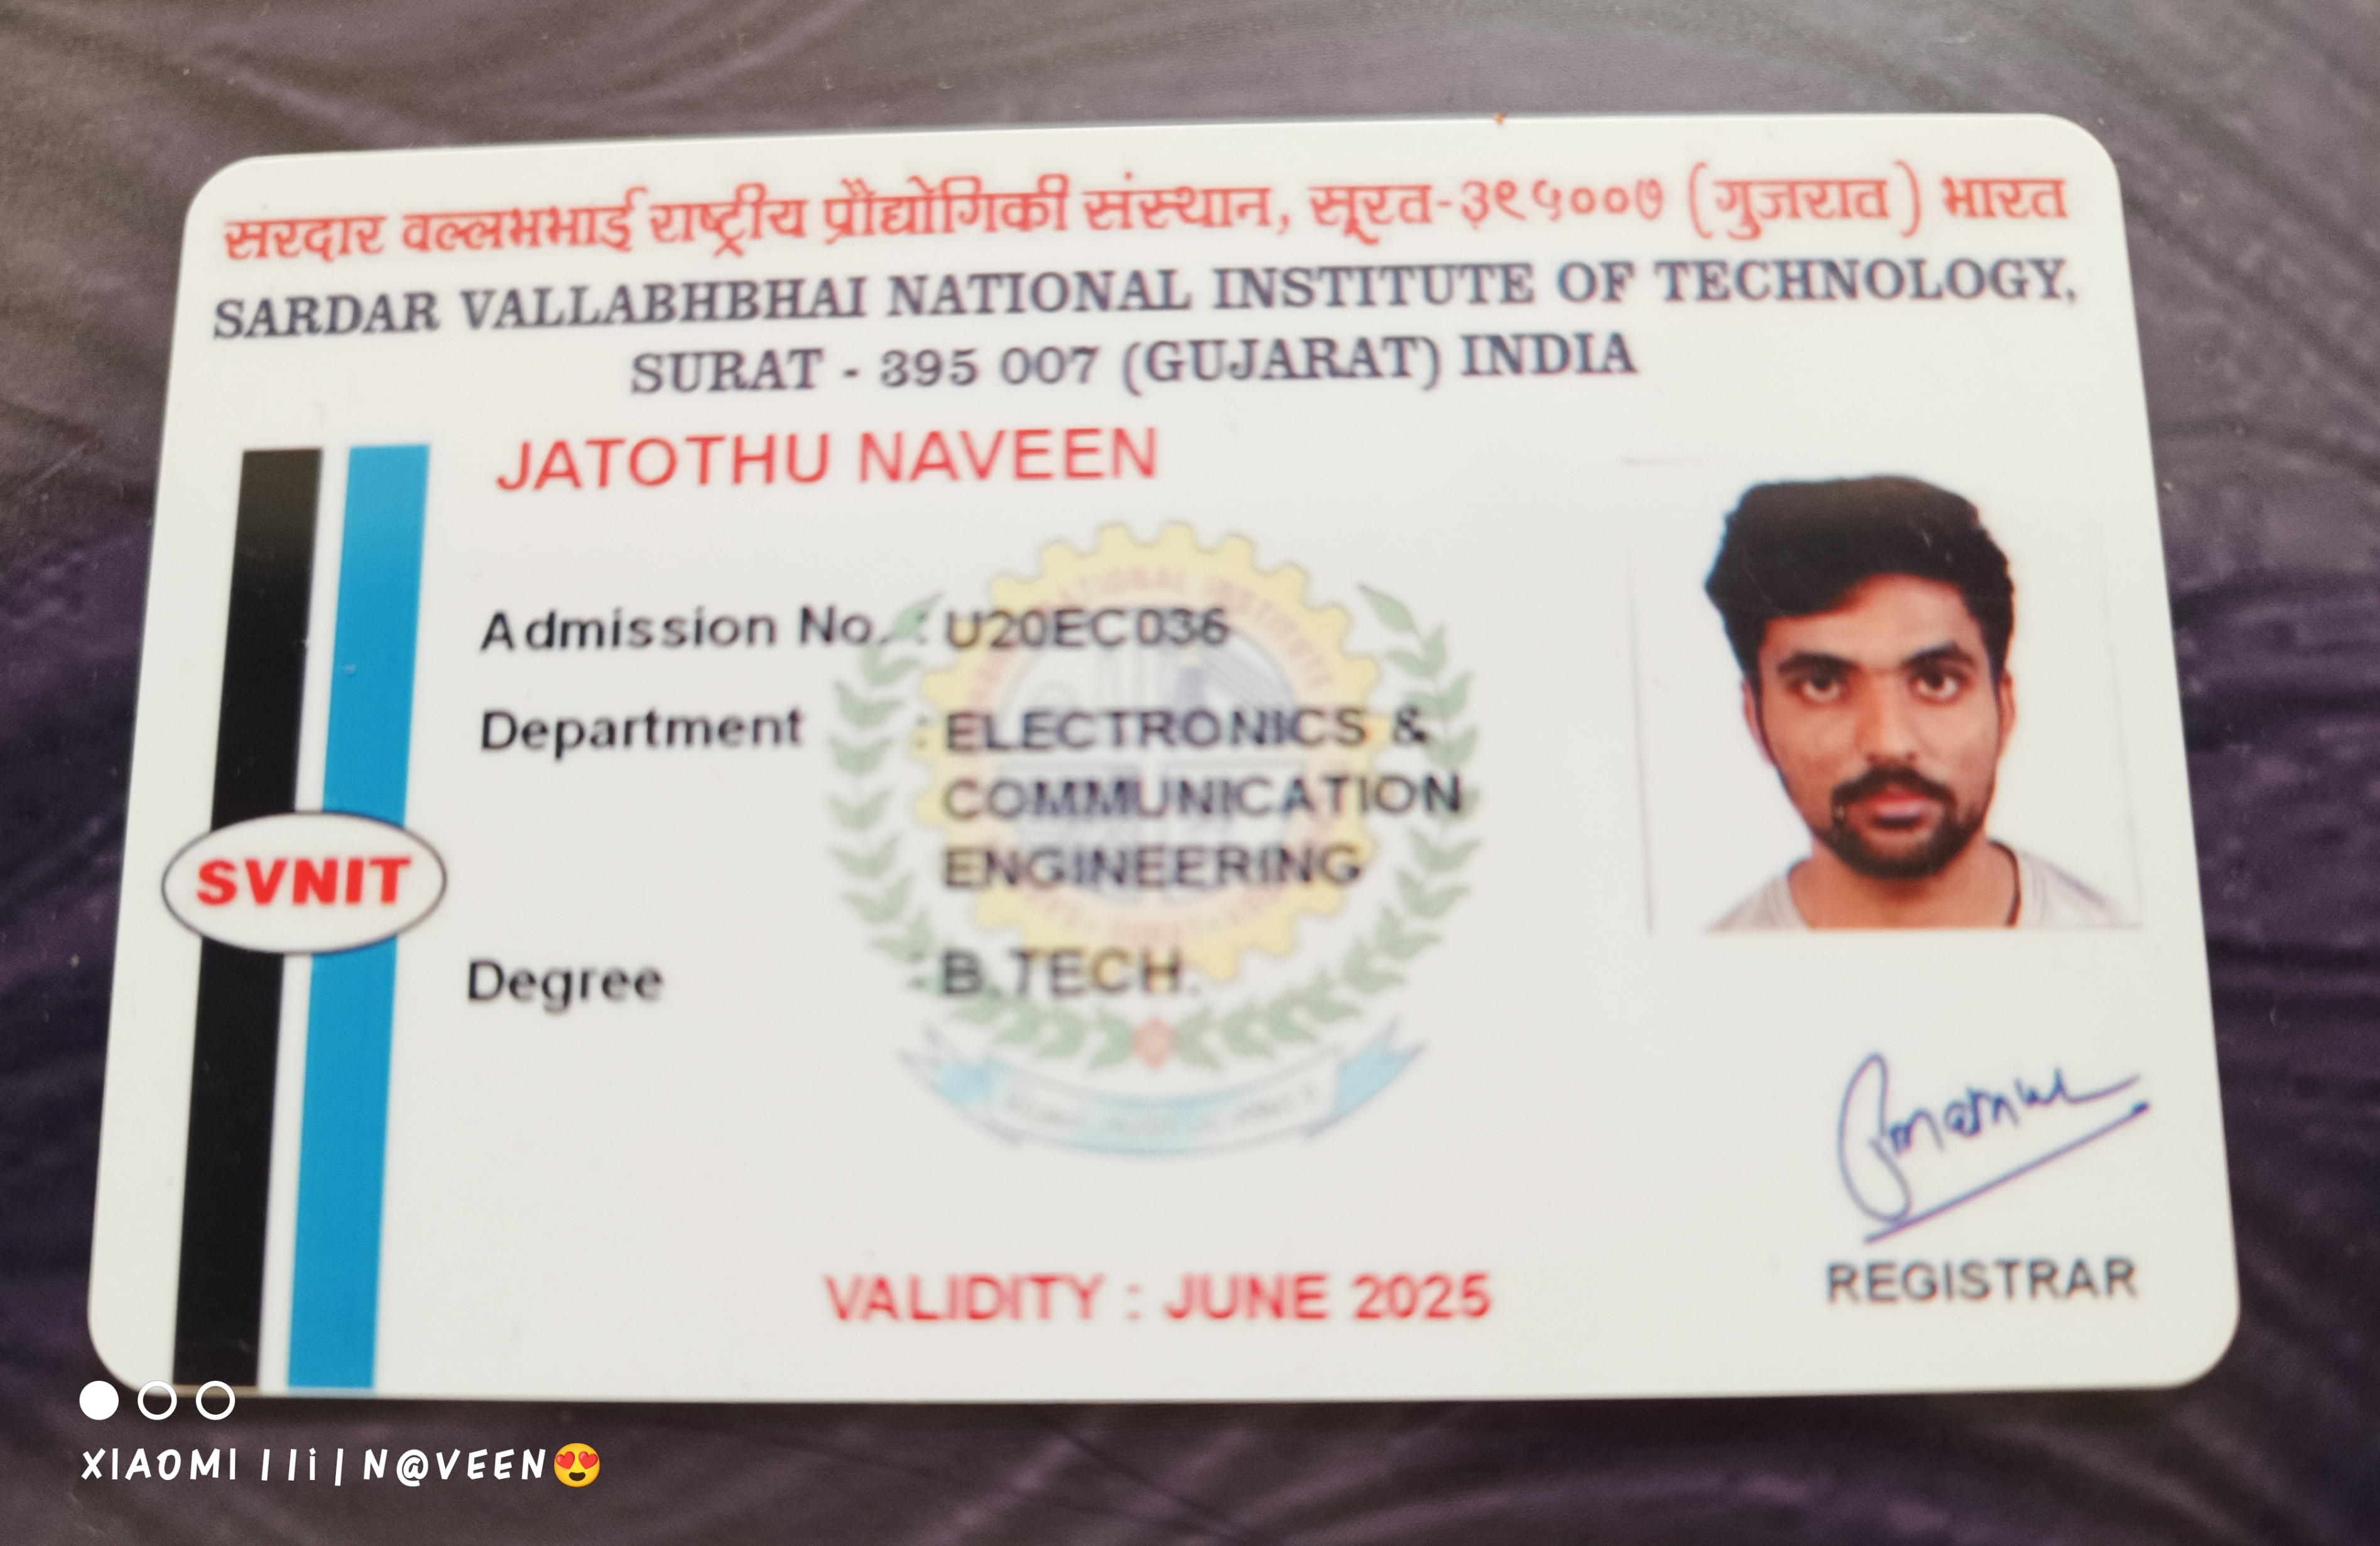 सरदार वल्लभभाई राष्ट्रीय प्रौद्योगिकी संस्थान, सूरत-३९५००७ (गुजरात) भारत
SARDAR VALLABHBHAI NATIONAL INSTITUTE OF TECHNOLOGY,
SURAT - 395 007 (GUJARAT) INDIA
JATOTHU NAVEEN
Admission No. : U20EC036
Department : ELECTRONICS &
COMMUNICATION
ENGINEERING
SVNIT
Degree : B.TECH.
VALIDITY : JUNE 2025
REGISTRAR
XIAOMI 11i | N@VEEN😍